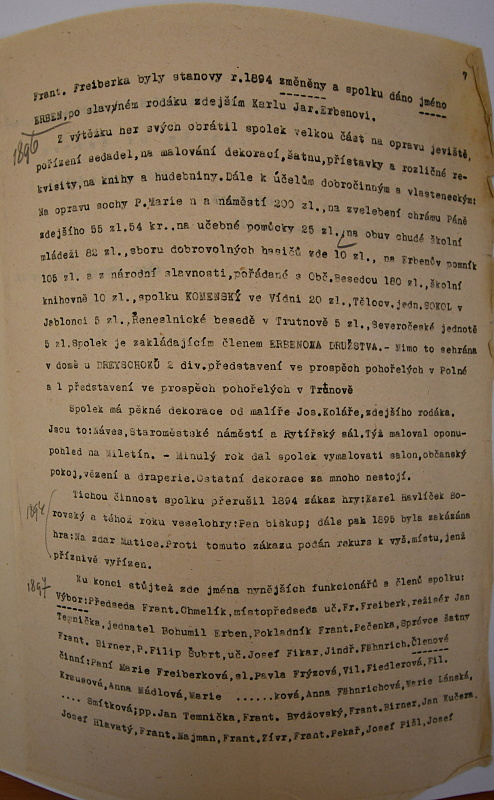 7
Frant. Freiberka byly stanovy r.1894 změněny a spolku dáno jméno
ERBEN,po slavném rodáku zdejším Karlu Jar.Erbenovi.
1896
Z výtěžku her svých obrátil spolek velkou část na opravu jeviště,
pořízení sedadel,na malování dekorací,šatnu,přístavky a rozličné re-
kvisity,na knihy a hudebniny.Dále k účelům dobročinným a vlasteneckým:
Na opravu sochy P.Marie n a náměstí 200 zl.,na zvelebení chrámu Páně
zdejšího 55 zl.54 kr.,na učebné pomůcky 25 zl.,na obuv chudé školní
mládeži 82 zl.,sboru dobrovolných hasičů zde 10 zl., na Erbenův pomník
105 zl. a z národní slavnosti,pořádané s Obč.Besedou 180 zl.,školní
knihovně 10 zl.,spolku KOMENSKÝ ve Vídni 20 zl.,Tělocv.jedn.SOKOL v
Jablonci 5 zl.,Řeneslnické besedě v Trutnově 5 zl.,Severočeské jednotě
5 zl.Spolek je zakládajícím členem ERBENOVA DRUŽSTVA.- Mimo to sehrána
v domě u DREYSCHOKŮ 2 div.představení ve prospěch pohořelých v Polné
a 1 představení ve prospěch pohořelých v Trůnově
Spolek má pěkné dekorace od malíře Jos.Koláře,zdejšího rodáka.
Jsou to:Náves,Staroměstské náměstí a Rytířský sál.Týž maloval oponu-
pohled na Miletín. - Minulý rok dal spolek vymalovati salon,občanský
pokoj,vězení a draperie.Ostatní dekorace za mnoho nestojí.
Tichou činnost spolku přerušil 1894 zákaz hry:Karel Havlíček Bo-
1894
rovský a téhož roku veselohry:Pan biskup; dále pak 1895 byla zakázána
hra:Na zdar Matice.Proti tomuto zákazu podán rekurs k vyš.místu,jenž
příznivě vyřízen.
1897
Ku konci stůjtež zde jména nynějších funkcionářů a členů spolku:
Výbor:Předseda Frant.Chmelík,místopředseda uč.Fr.Freiberk,režisér Jan
Temnička,jednatel Bohumil Erben,Pokladník Frant.Pečenka,Správce šatny
Frant. Birner,P.Filip Šubrt,uč.Josef Fikar,Jindř.Fähnrich.Členové
činní:Paní Marie Freiberková,sl.Pavla Frýzová,Vil.Fiedlerová,Fil.
Krausová,Anna Mádlová,Marie ......ková,Anna Fähnrichová,Marie Lánská,
.... Smítková;pp.Jan Temnička,Frant. Bydžovský,Frant.Birner,Jan Kučera,
Josef Hlavatý,Frant.Najman,Frant.Zívr,Frant.Pekař,Josef Pišl,Josef